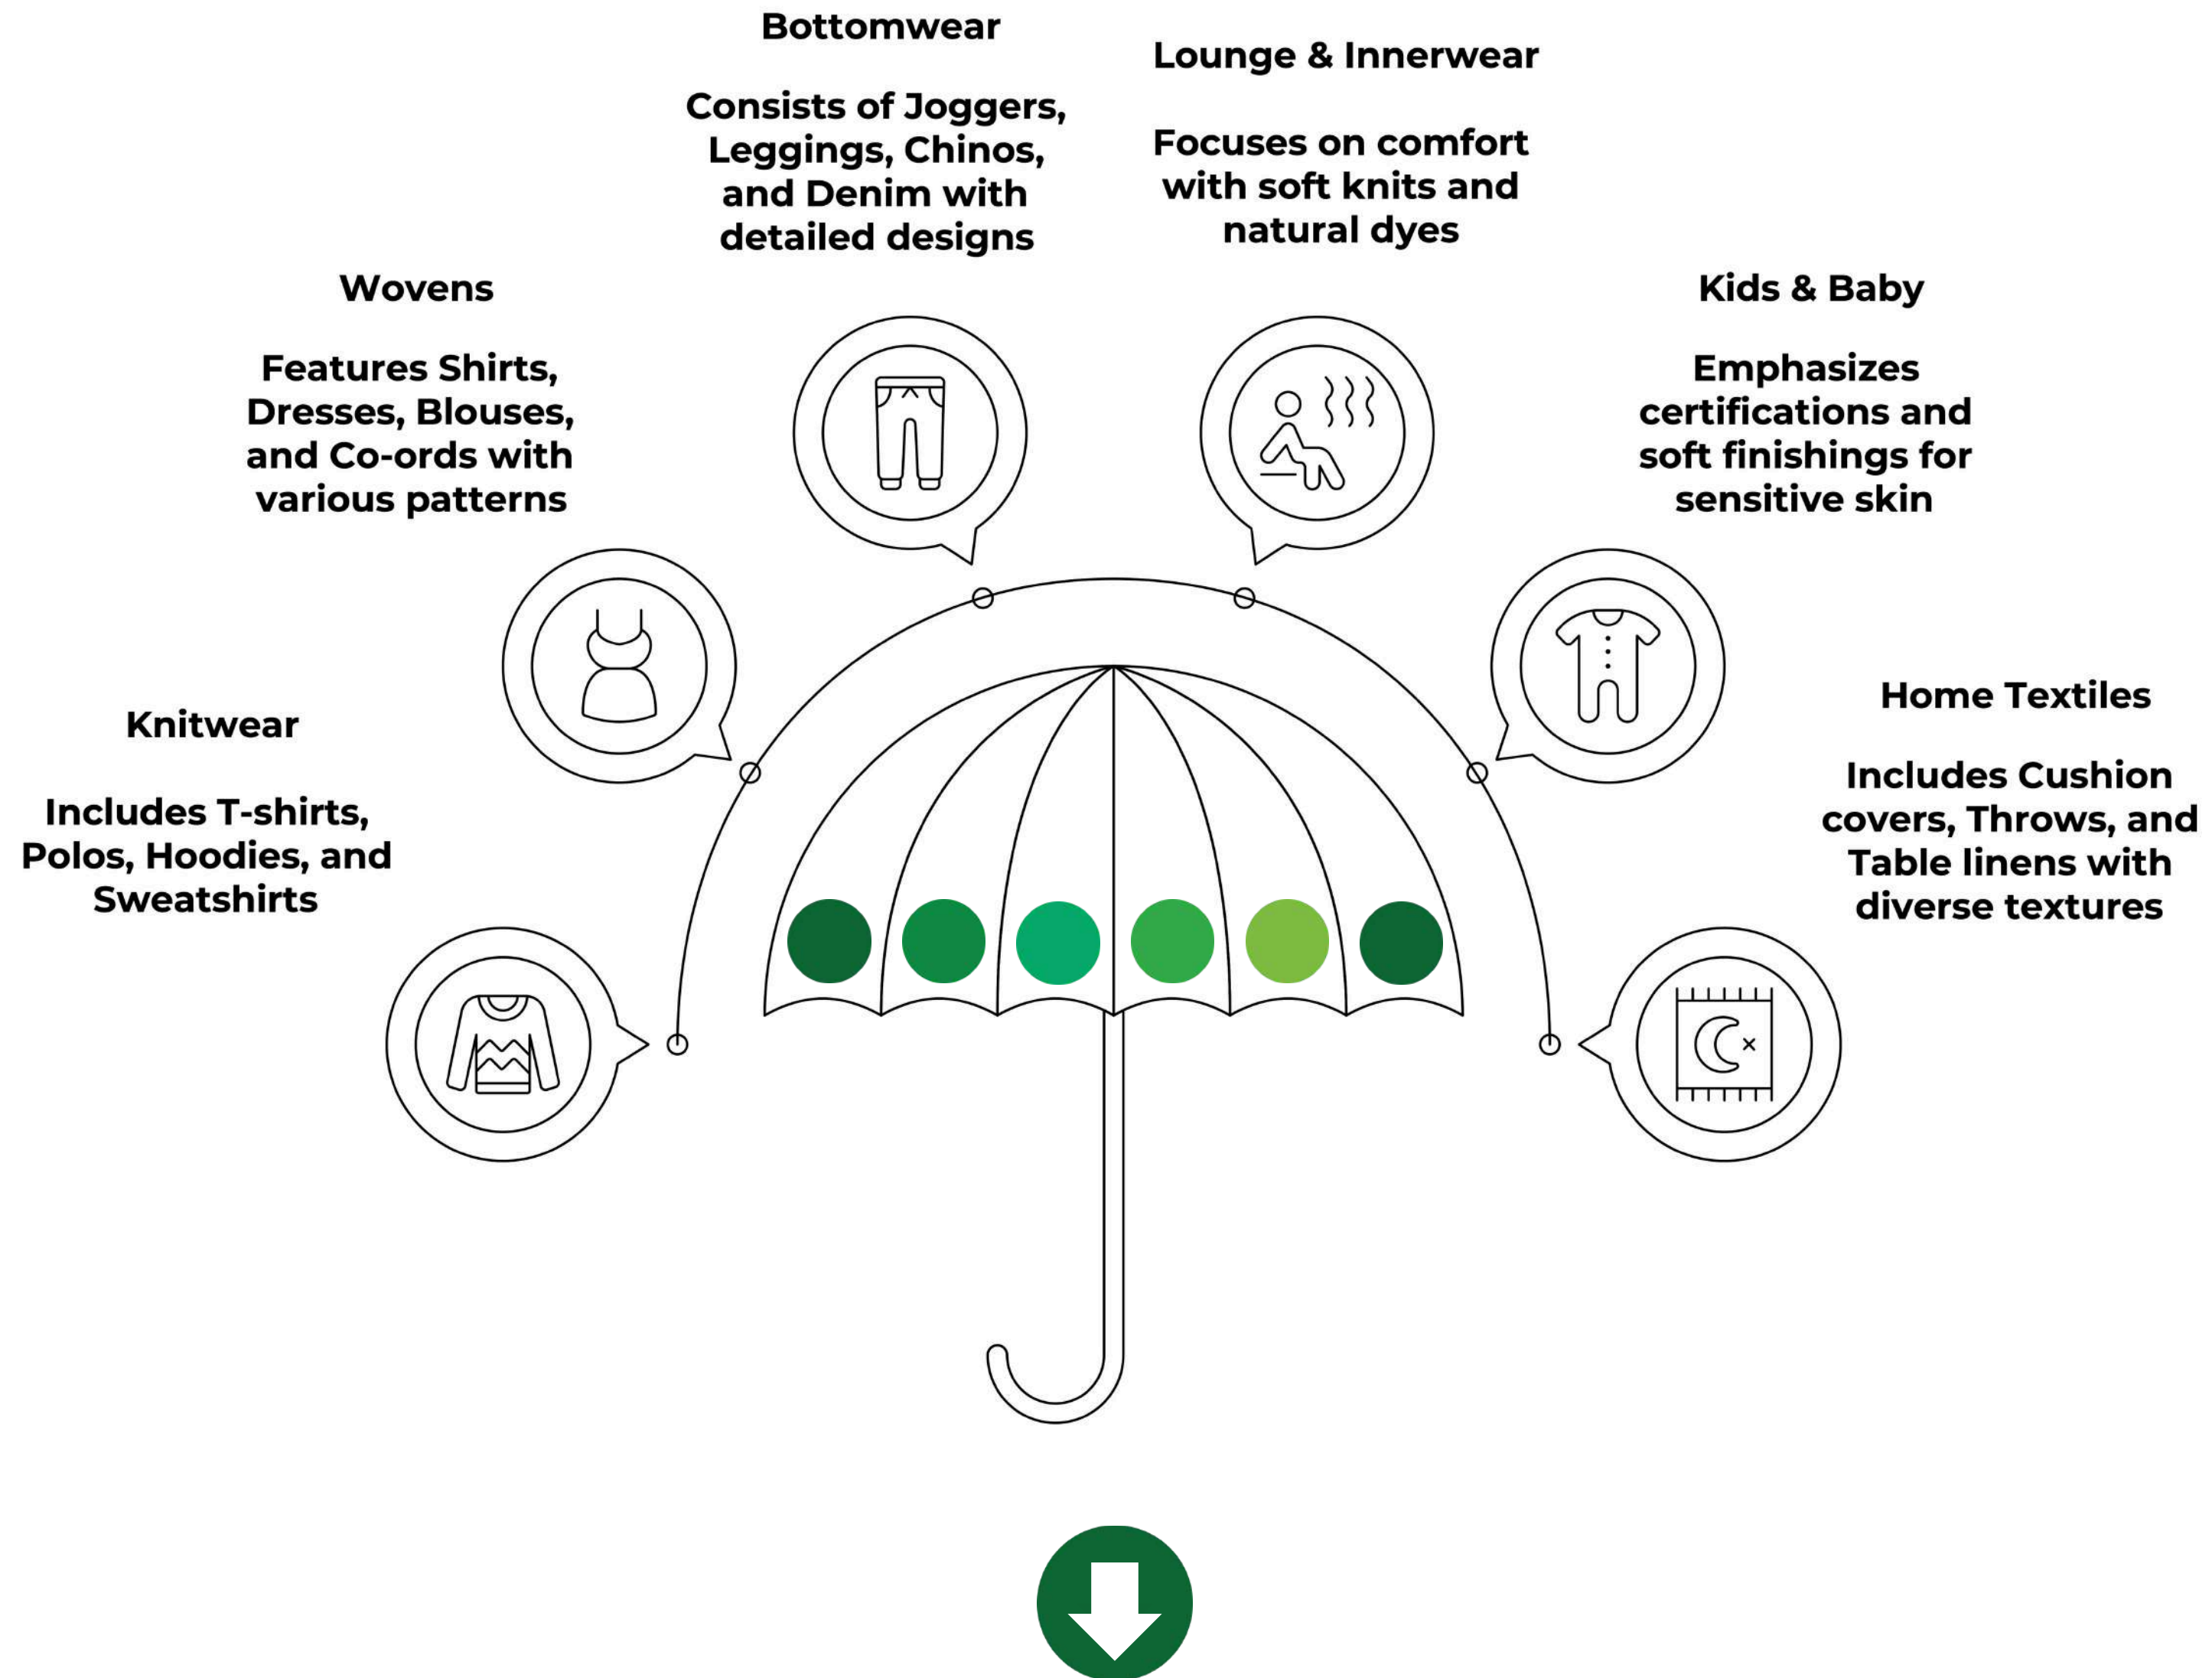 Knitwear
Includes T-shirts,
Polos, Hoodies, and
Sweatshirts
Wovens
Features Shirts,
Dresses, Blouses,
and Co-ords with
various patterns
Bottomwear
Consists of Joggers,
Leggings, Chinos,
and Denim with
detailed designs
Lounge & Innerwear
Focuses on comfort
with soft knits and
natural dyes
Kids & Baby
Emphasizes
certifications and
soft finishings for
sensitive skin
Home Textiles
Includes Cushion
covers, Throws, and
Table linens with
diverse textures